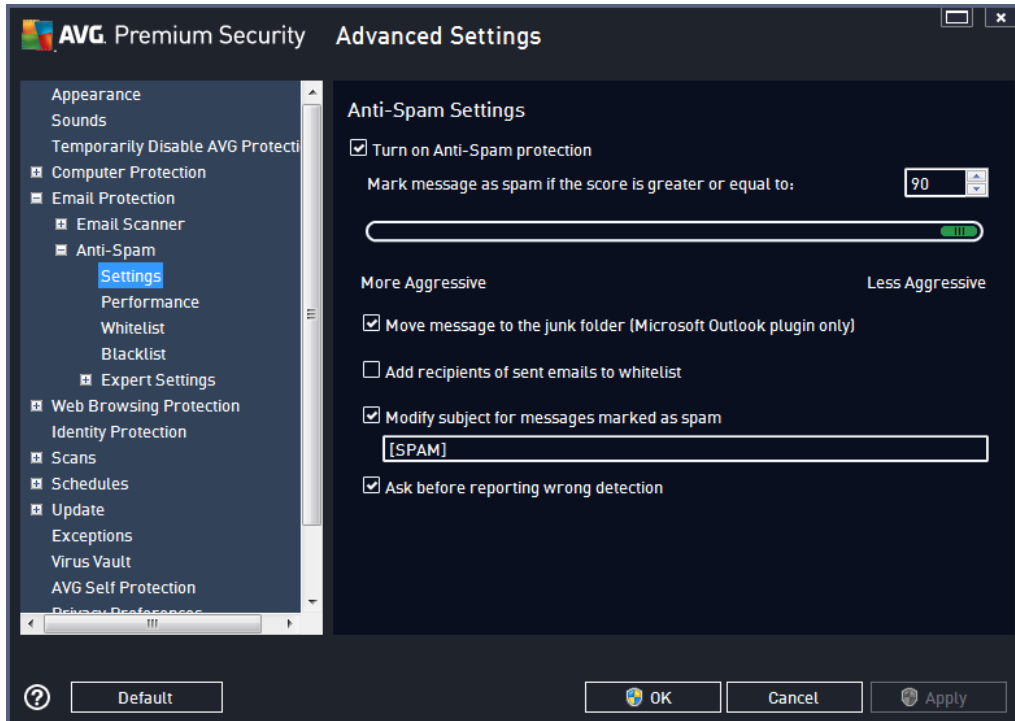 AVG. Premium Security Advanced Settings
Appearance
Sounds
Temporarily Disable AVG Protecti
Computer Protection
Email Protection
Email Scanner
Anti-Spam
Settings
Performance
Whitelist
Blacklist
Expert Settings
Web Browsing Protection
Identity Protection
Scans
Schedules
Update
Exceptions
Virus Vault
AVG Self Protection
Privacy Preferences
Anti-Spam Settings
Turn on Anti-Spam protection
Mark message as spam if the score is greater or equal to: 90
More Aggressive Less Aggressive
Move message to the junk folder (Microsoft Outlook plugin only)
Add recipients of sent emails to whitelist
Modify subject for messages marked as spam
[SPAM]
Ask before reporting wrong detection
? Default OK Cancel Apply